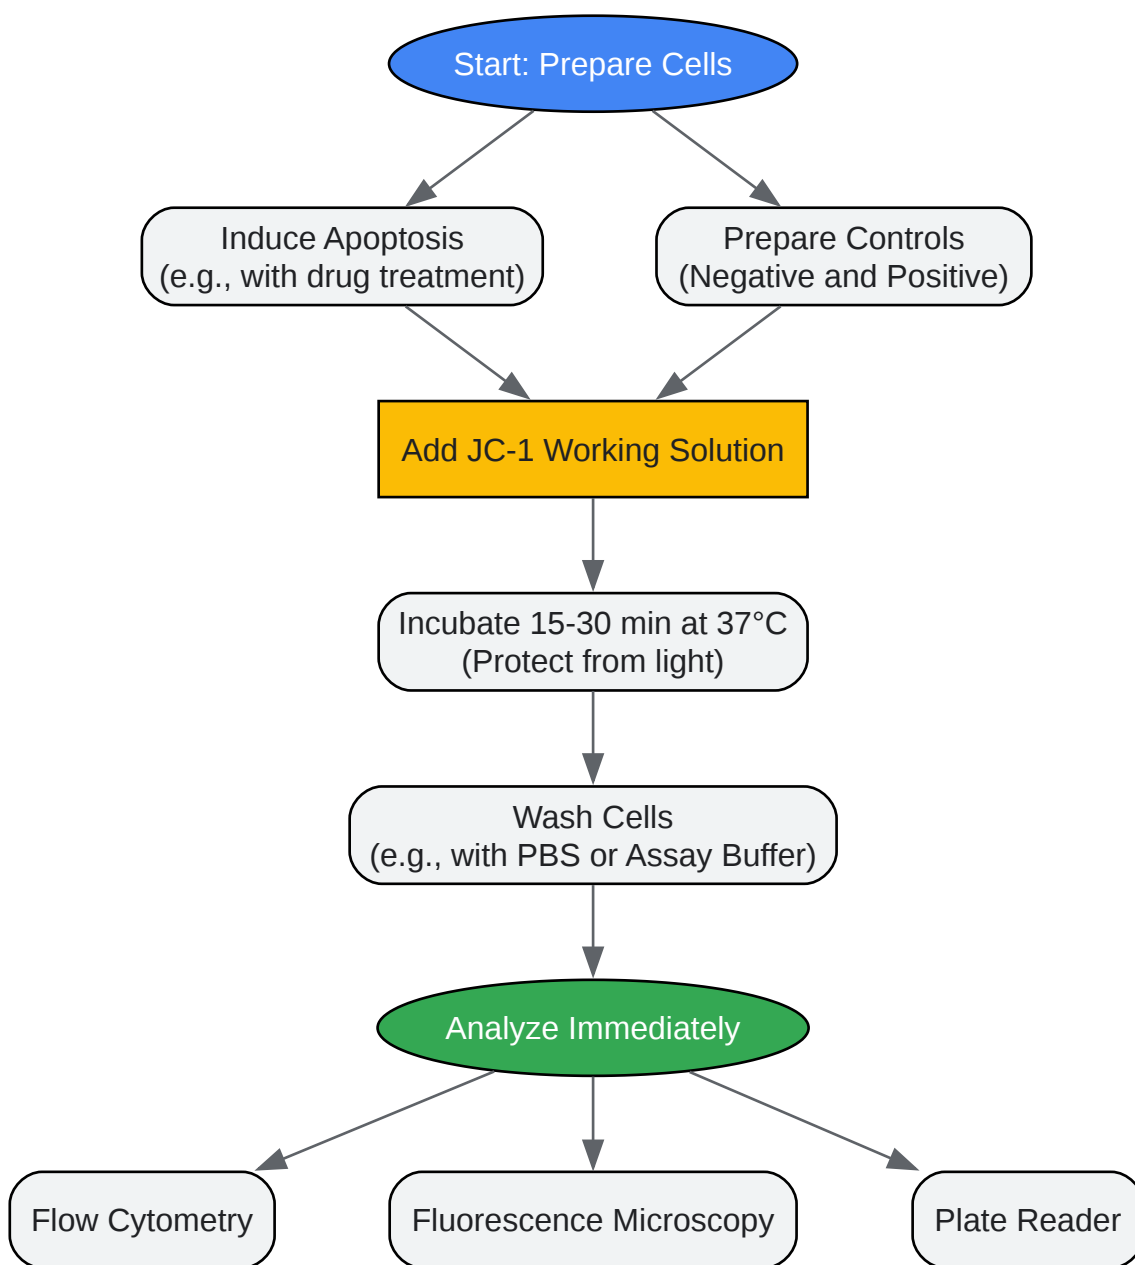 Start: Prepare Cells
Induce Apoptosis
(e.g., with drug treatment)
Prepare Controls
(Negative and Positive)
Add JC-1 Working Solution
Incubate 15-30 min at 37°C
(Protect from light)
Wash Cells
(e.g., with PBS or Assay Buffer)
Analyze Immediately
Flow Cytometry
Fluorescence Microscopy
Plate Reader